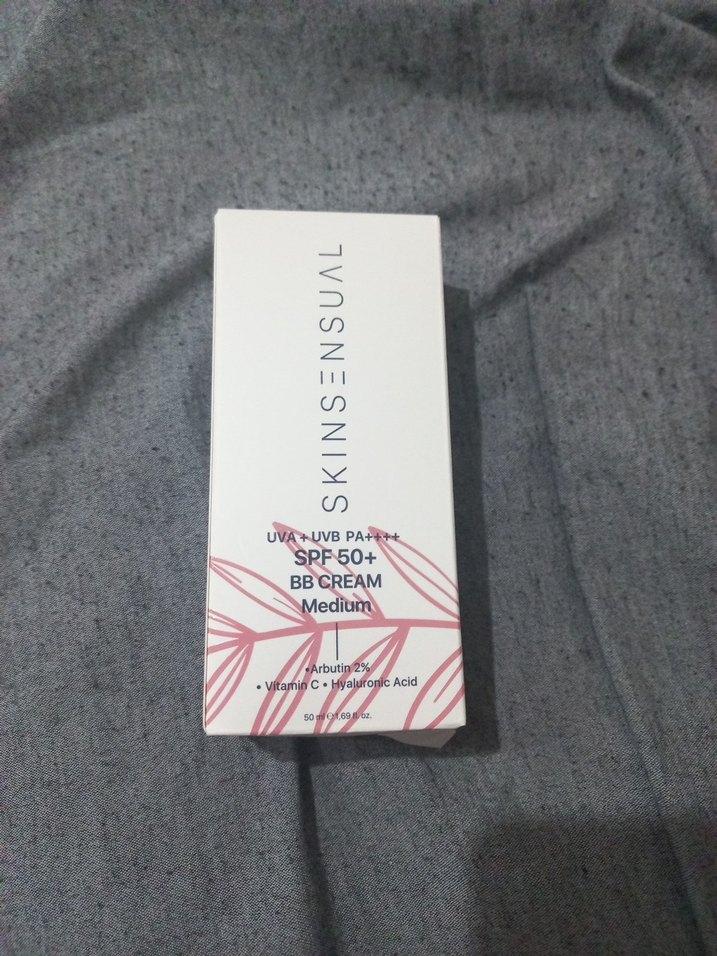 SKINSENSUAL
UVA + UVB PA++++
SPF 50+
BB CREAM
Medium
•Arbutin 2%
• Vitamin C • Hyaluronic Acid
50 ml ℮ 1,69 fl. oz.